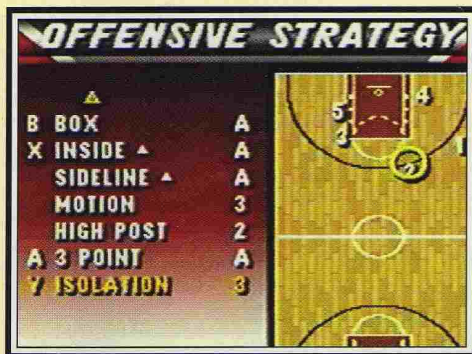 OFFENSIVE STRATEGY
B BOX A
X INSIDE A
SIDELINE A
MOTION 3
HIGH POST 2
A 3 POINT A
Y ISOLATION 3
4
5
3